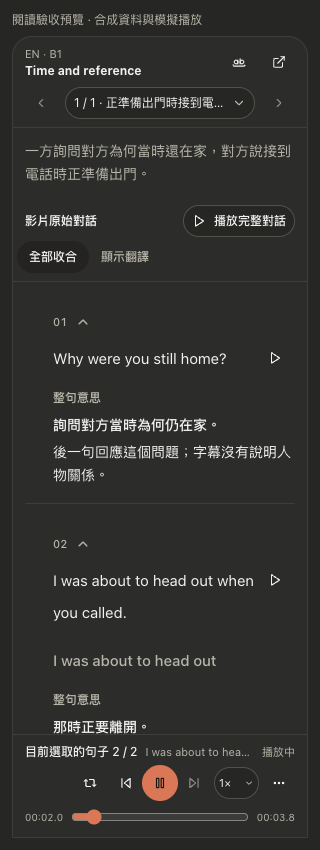 閱讀驗收預覽 · 合成資料與模擬播放
EN · B1
Time and reference
1 / 1 · 正準備出門時接到電...
一方詢問對方為何當時還在家，對方說接到
電話時正準備出門。
影片原始對話
播放完整對話
全部收合
顯示翻譯
01
Why were you still home?
整句意思
詢問對方當時為何仍在家。
後一句回應這個問題；字幕沒有說明人
物關係。
02
I was about to head out when
you called.
I was about to head out
整句意思
那時正要離開。
目前選取的句子 2 / 2 I was about to hea... 播放中
1×
00:02.0
00:03.8